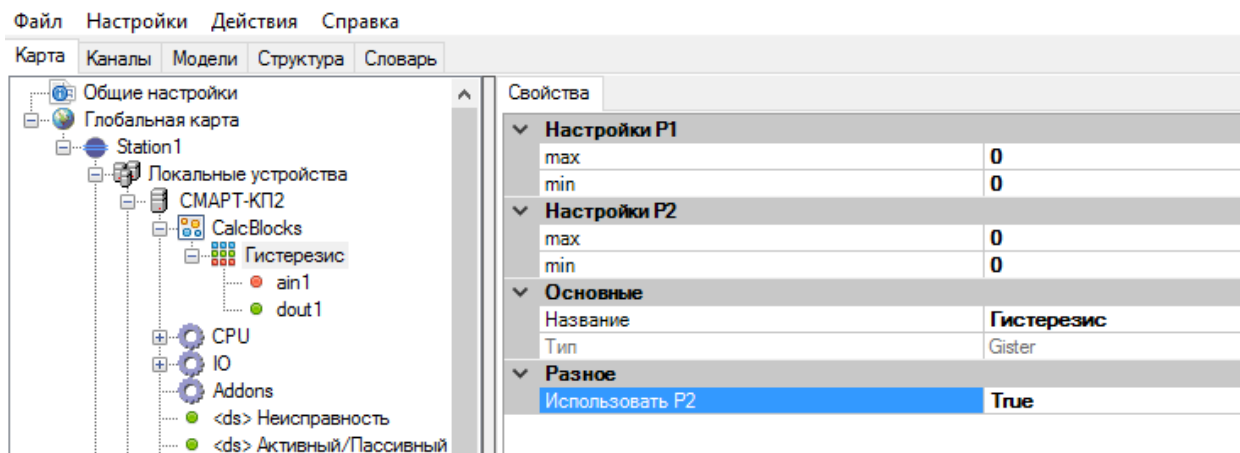 Файл Настройки Действия Справка
Карта Каналы Модели Структура Словарь
Общие настройки
Глобальная карта
Station1
Локальные устройства
СМАРТ-КП2
CalcBlocks
Гистерезис
ain1
dout1
CPU
IO
Addons
<ds> Неисправность
<ds> Активный/Пассивный
Свойства
Настройки P1
max 0
min 0
Настройки P2
max 0
min 0
Основные
Название Гистерезис
Тип Gister
Разное
Использовать P2 True